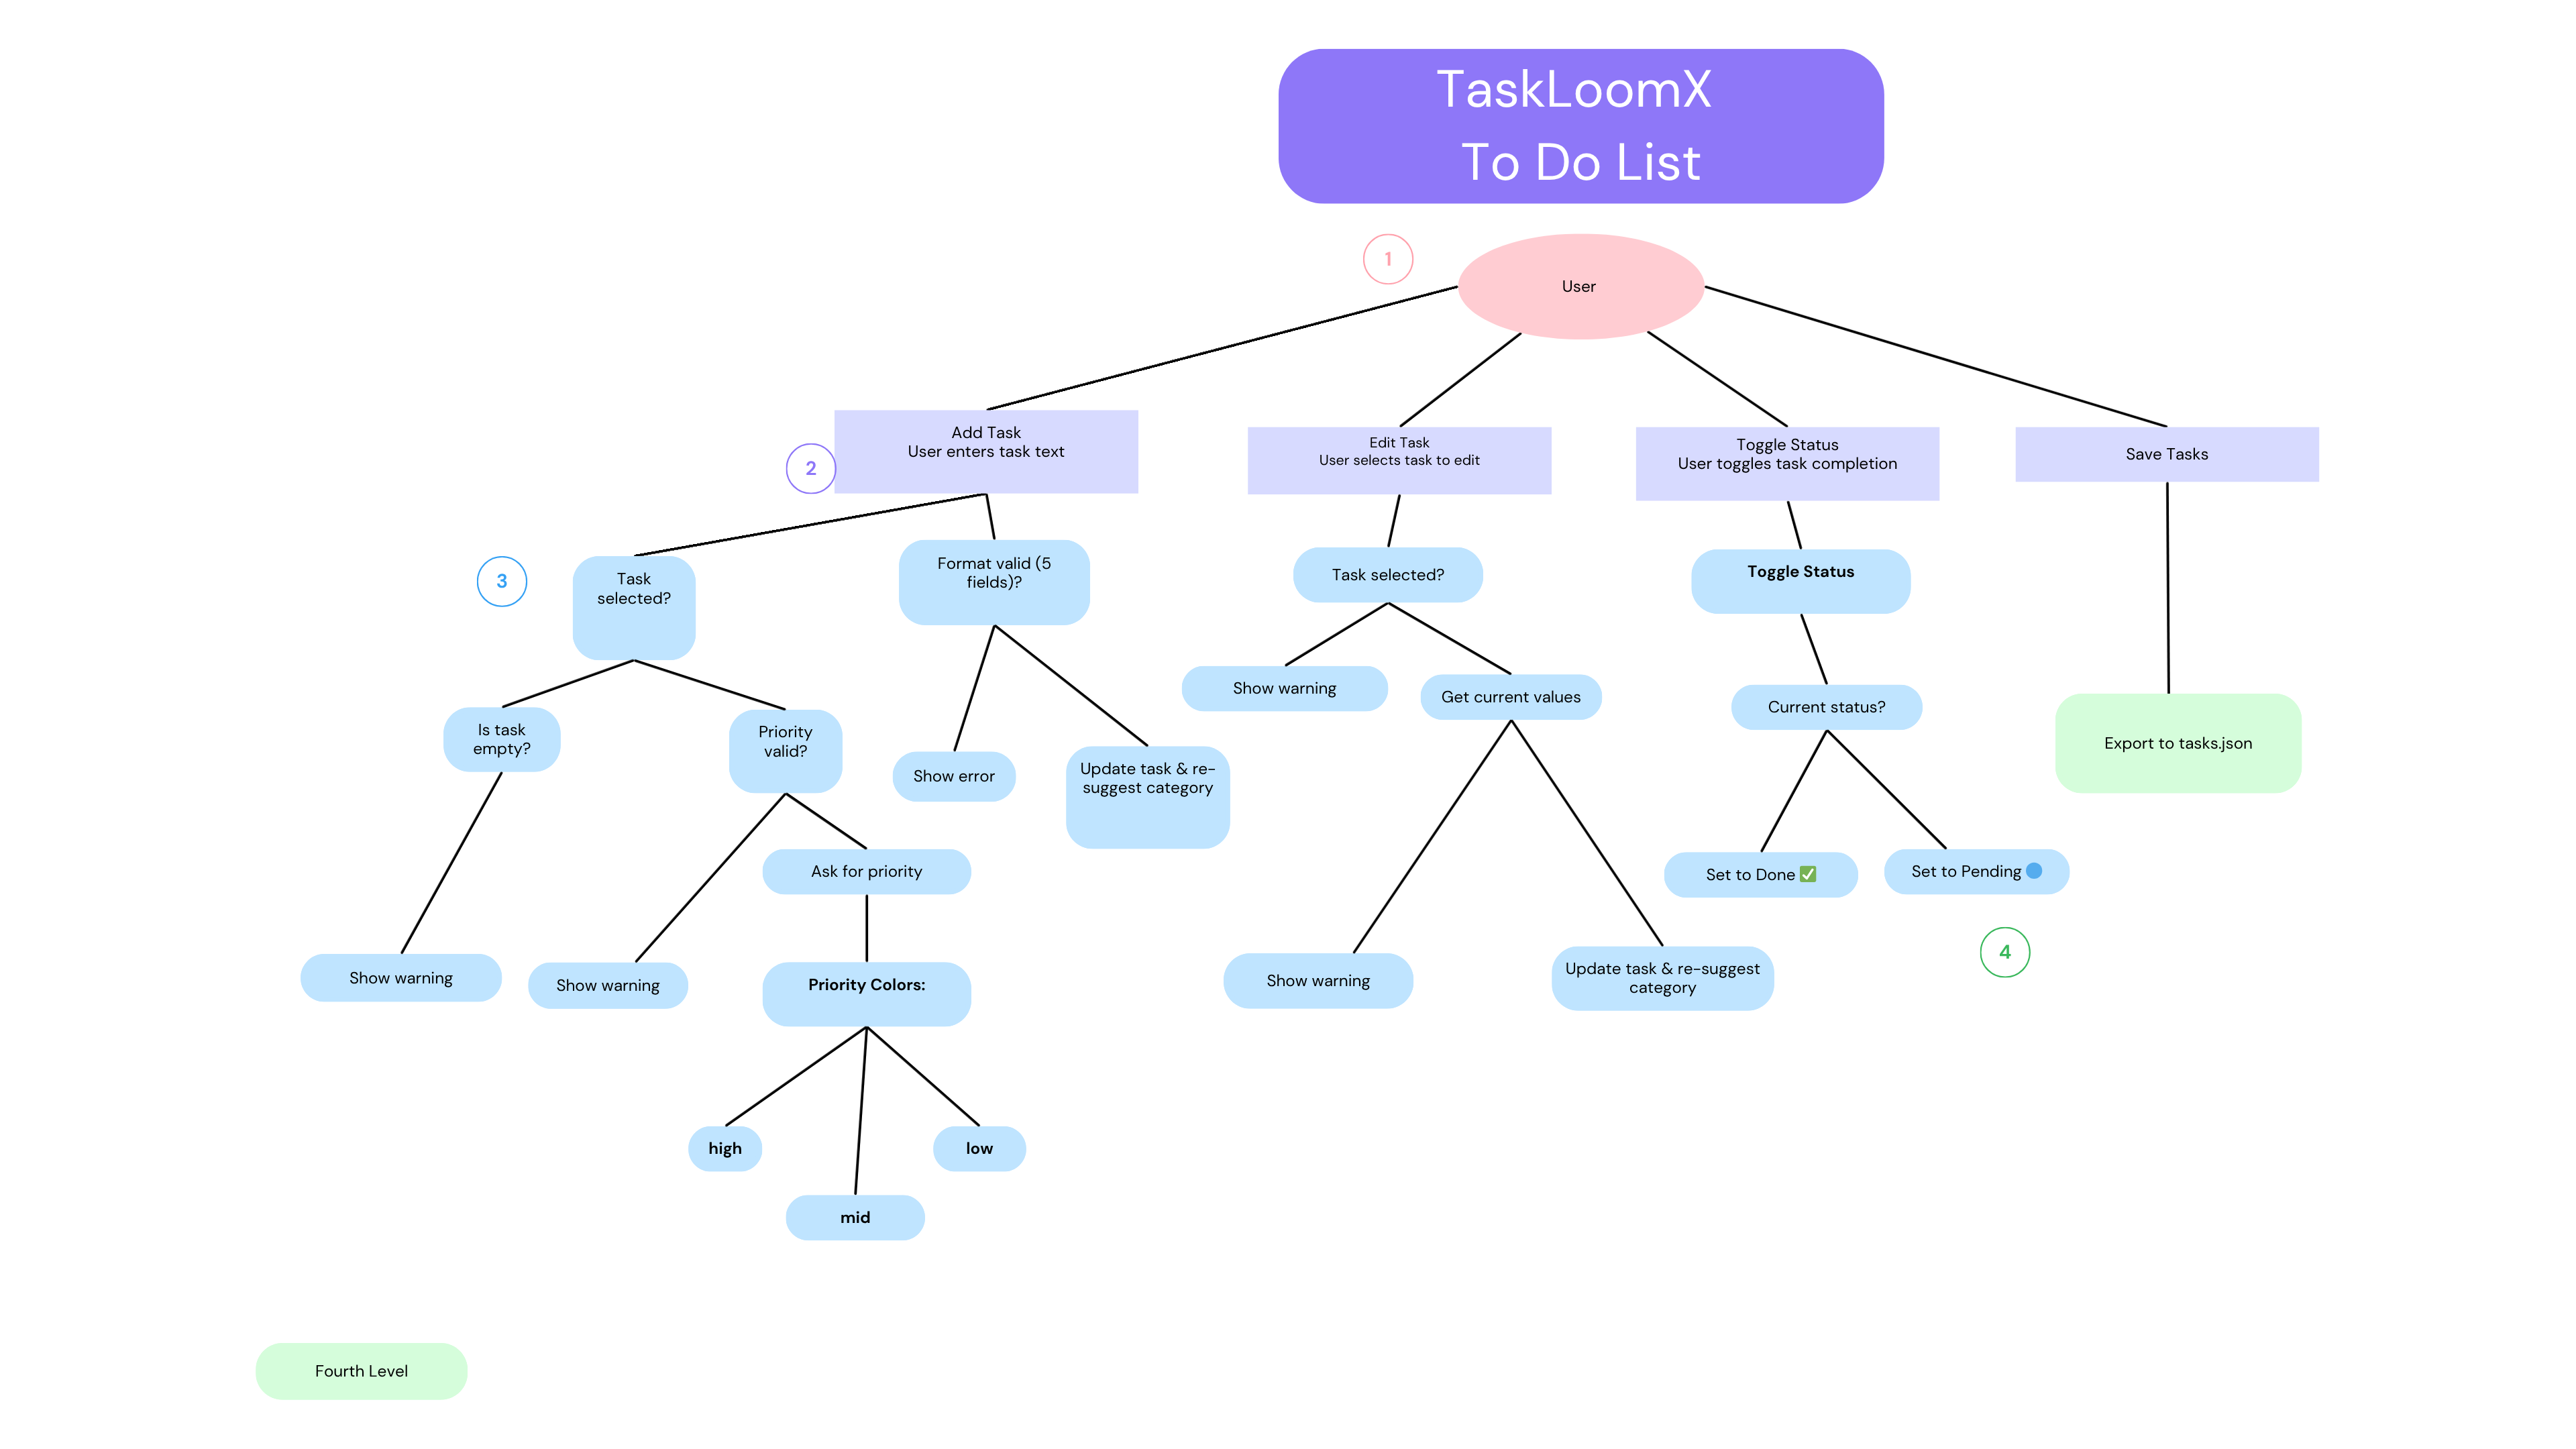 TaskLoomX
To Do List
1
User
Add Task
User enters task text
2
Edit Task
User selects task to edit
Toggle Status
User toggles task completion
Save Tasks
3
Task
selected?
Format valid (5
fields)?
Task selected?
Toggle Status
Show warning
Get current values
Current status?
Is task
empty?
Priority
valid?
Show error
Update task & re-
suggest category
Export to tasks.json
Ask for priority
Set to Done ✅
Set to Pending 🔵
4
Show warning
Show warning
Priority Colors:
Show warning
Update task & re-suggest
category
high
low
mid
Fourth Level